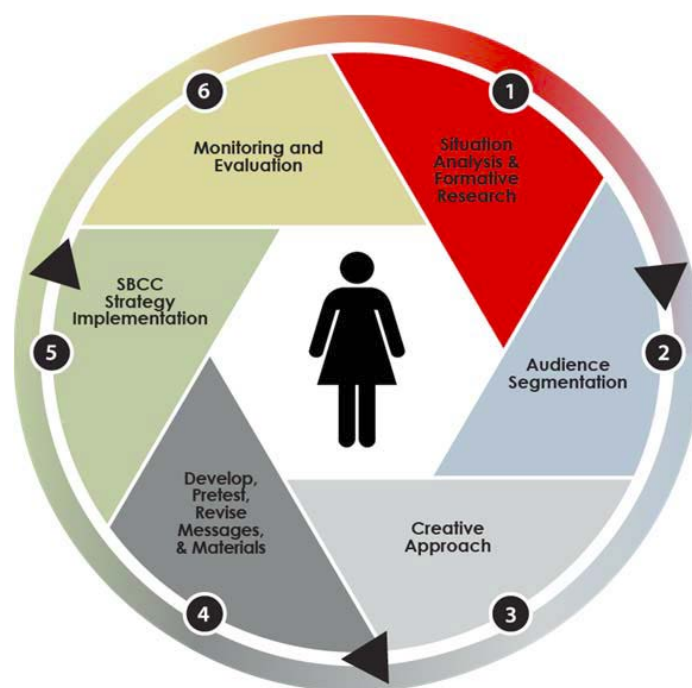 1
Situation
Analysis &
Formative
Research
2
Audience
Segmentation
3
Creative
Approach
4
Develop,
Pretest,
Revise
Messages,
& Materials
5
SBCC
Strategy
Implementation
6
Monitoring and
Evaluation